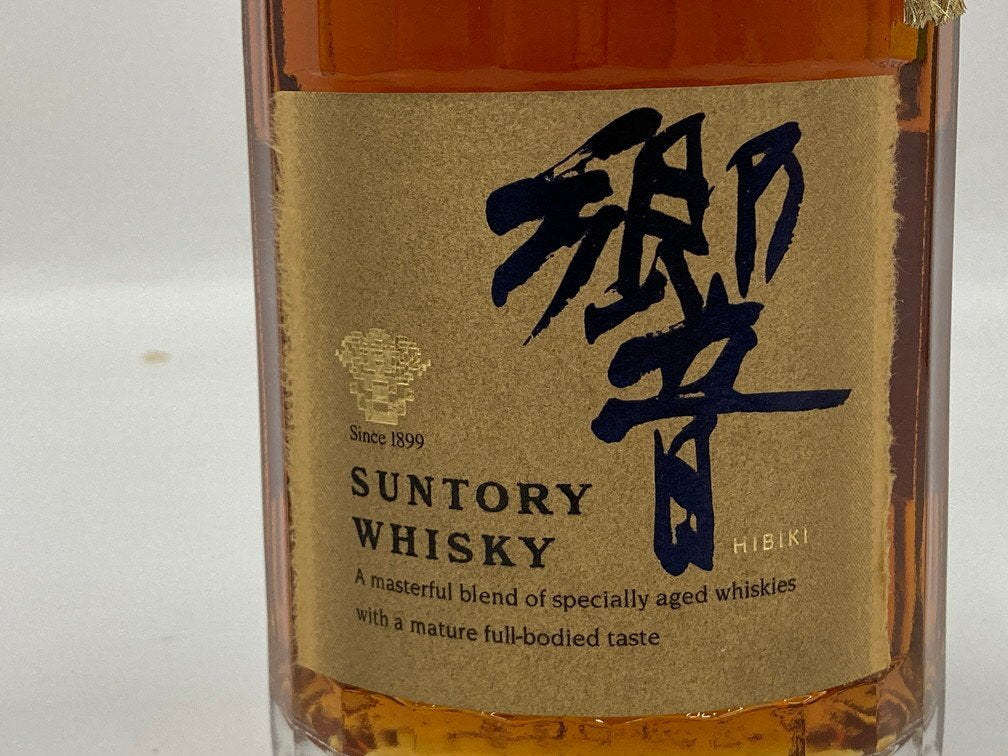 響
HIBIKI
Since 1899
SUNTORY
WHISKY
A masterful blend of specially aged whiskies
with a mature full-bodied taste